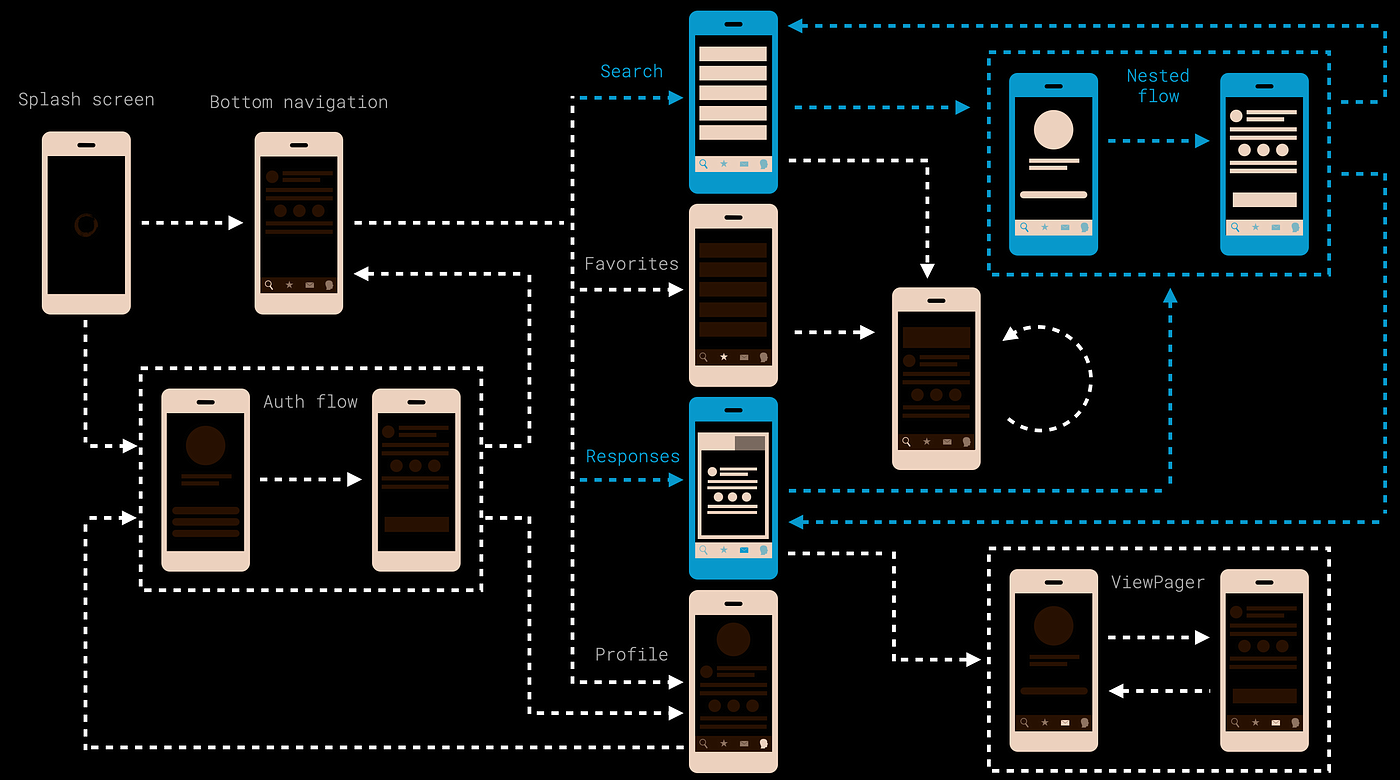 Splash screen
Bottom navigation
Search
Nested
flow
Favorites
Auth flow
Responses
ViewPager
Profile